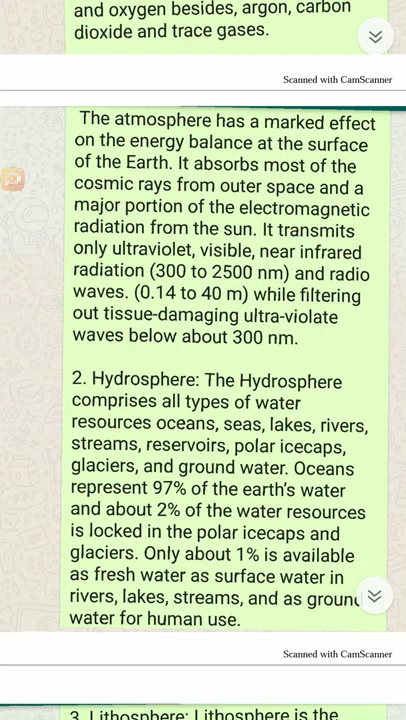 and oxygen besides, argon, carbon
dioxide and trace gases.
Scanned with CamScanner
The atmosphere has a marked effect
on the energy balance at the surface
of the Earth. It absorbs most of the
cosmic rays from outer space and a
major portion of the electromagnetic
radiation from the sun. It transmits
only ultraviolet, visible, near infrared
radiation (300 to 2500 nm) and radio
waves. (0.14 to 40 m) while filtering
out tissue-damaging ultra-violate
waves below about 300 nm.
2. Hydrosphere: The Hydrosphere
comprises all types of water
resources oceans, seas, lakes, rivers,
streams, reservoirs, polar icecaps,
glaciers, and ground water. Oceans
represent 97% of the earth's water
and about 2% of the water resources
is locked in the polar icecaps and
glaciers. Only about 1% is available
as fresh water as surface water in
rivers, lakes, streams, and as ground
water for human use.
Scanned with CamScanner
3. Lithosphere: Lithosphere is the